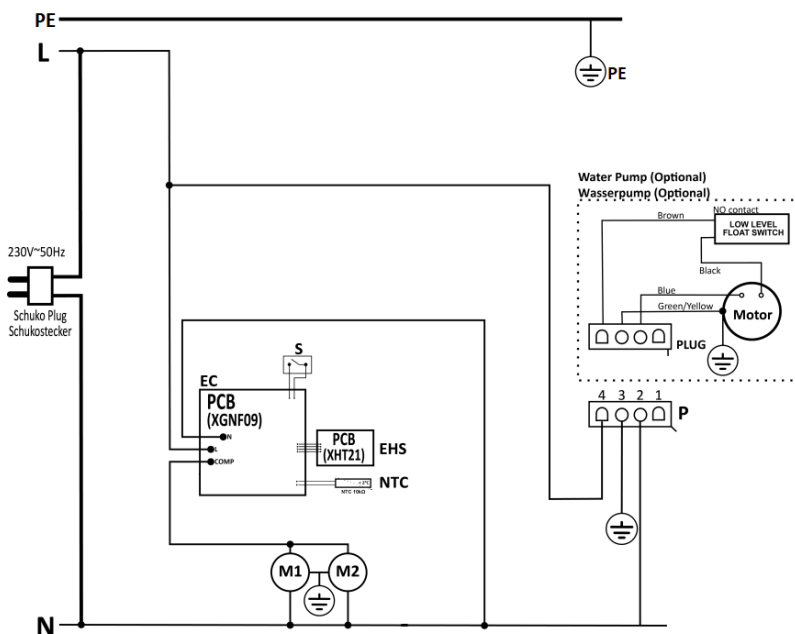 PE
L
PE
Water Pump (Optional)
Wasserpump (Optional)
NO contact
Brown
LOW LEVEL
FLOAT SWITCH
Black
230V~50Hz
Blue
Green/Yellow
Motor
Schuko Plug
Schukostecker
PLUG
S
EC
PCB
(XGNF09)
4 3 2 1
P
N
L
COMP
PCB
(XHT21)
EHS
NTC
NTC 10kΩ
M1
M2
N